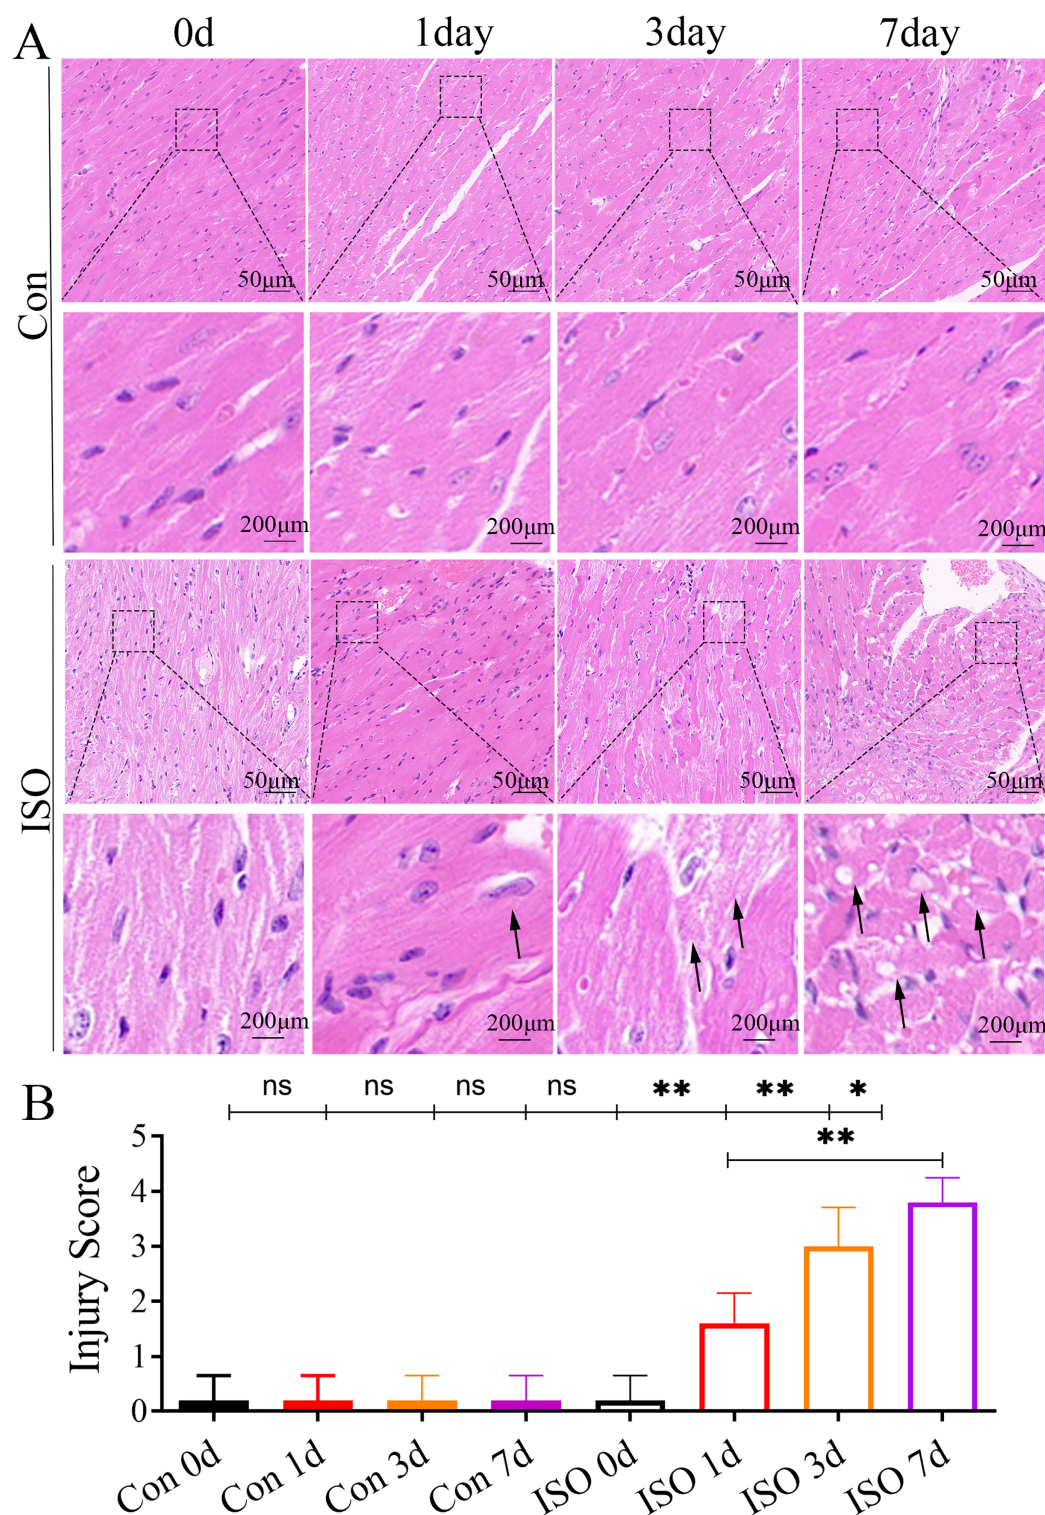 A
0d 1day 3day 7day
Con
50μm 50μm 50μm 50μm
200μm 200μm 200μm 200μm
ISO
50μm 50μm 50μm 50μm
200μm 200μm 200μm 200μm
B
ns ns ns ns ** ** *
**
Injury Score
5
4
3
2
1
0
Con 0d Con 1d Con 3d Con 7d ISO 0d ISO 1d ISO 3d ISO 7d